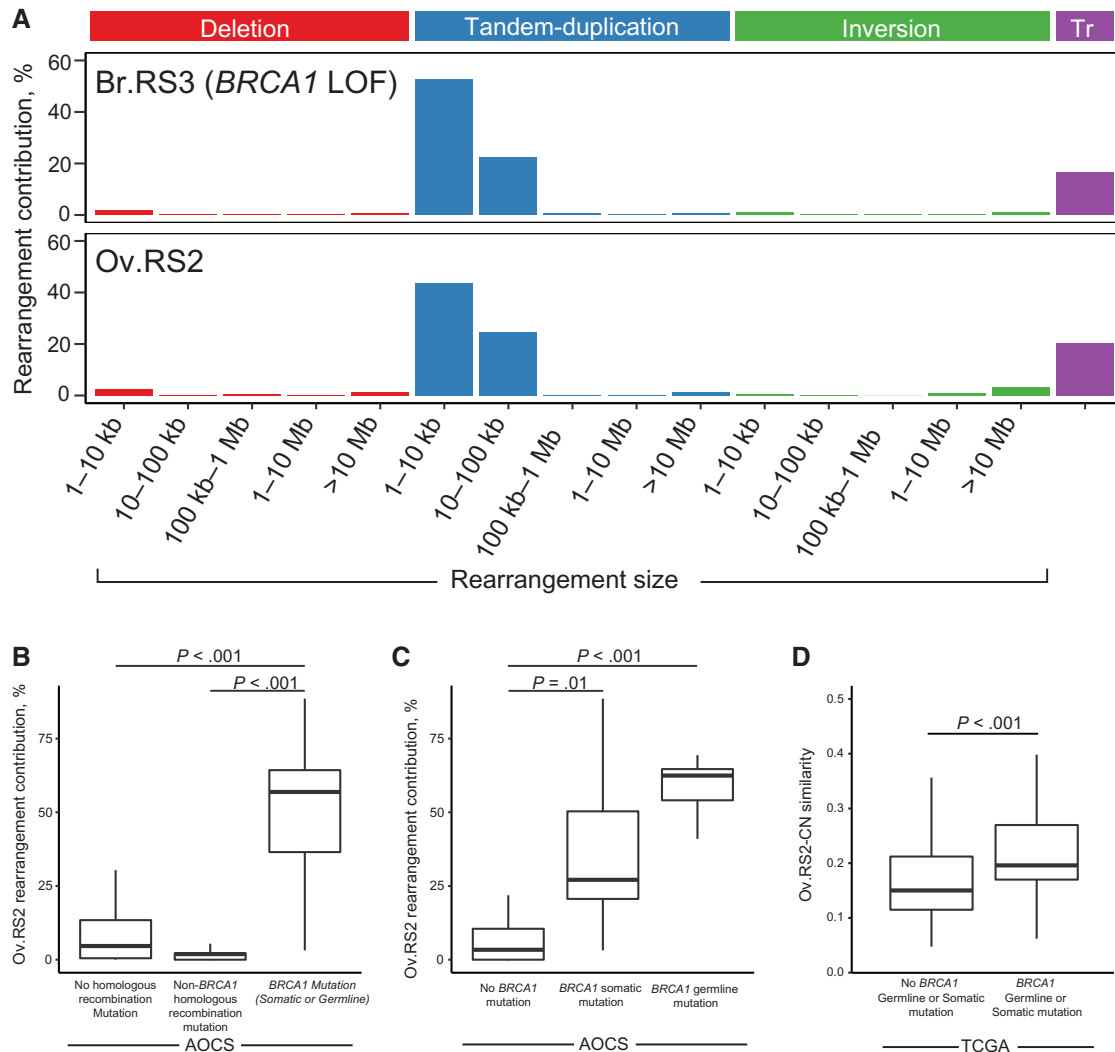 A
Deletion
Tandem-duplication
Inversion
Tr
Rearrangement contribution, %
60
40
20
0
Br.RS3 (BRCA1 LOF)
60
40
20
0
Ov.RS2
1–10 kb
10–100 kb
100 kb–1 Mb
1–10 Mb
>10 Mb
1–10 kb
10–100 kb
100 kb–1 Mb
1–10 Mb
>10 Mb
1–10 kb
10–100 kb
100 kb–1 Mb
1–10 Mb
>10 Mb
Rearrangement size
B
Ov.RS2 rearrangement contribution, %
75
50
25
0
P < .001
P < .001
No homologous
recombination
Mutation
Non-BRCA1
homologous
recombination
mutation
BRCA1 Mutation
(Somatic or Germline)
AOCS
C
Ov.RS2 rearrangement contribution, %
75
50
25
0
P < .001
P = .01
No BRCA1
mutation
BRCA1 somatic
mutation
BRCA1 germline
mutation
AOCS
D
Ov.RS2-CN similarity
0.5
0.4
0.3
0.2
0.1
0.0
P < .001
No BRCA1
Germline or Somatic
mutation
BRCA1
Germline or
Somatic mutation
TCGA